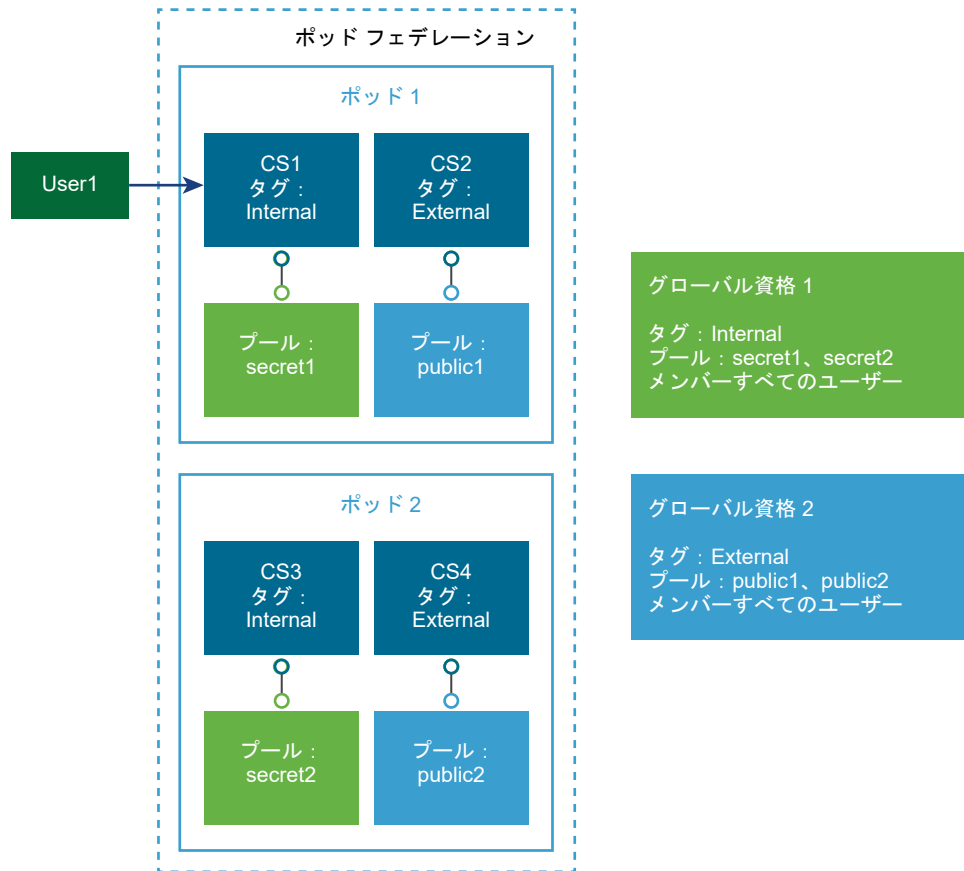 ポッド フェデレーション
ポッド 1
User1
CS1
タグ：
Internal
CS2
タグ：
External
プール：
secret1
プール：
public1
グローバル資格 1
タグ：Internal
プール：secret1、secret2
メンバーすべてのユーザー
ポッド 2
CS3
タグ：
Internal
CS4
タグ：
External
プール：
secret2
プール：
public2
グローバル資格 2
タグ：External
プール：public1、public2
メンバーすべてのユーザー